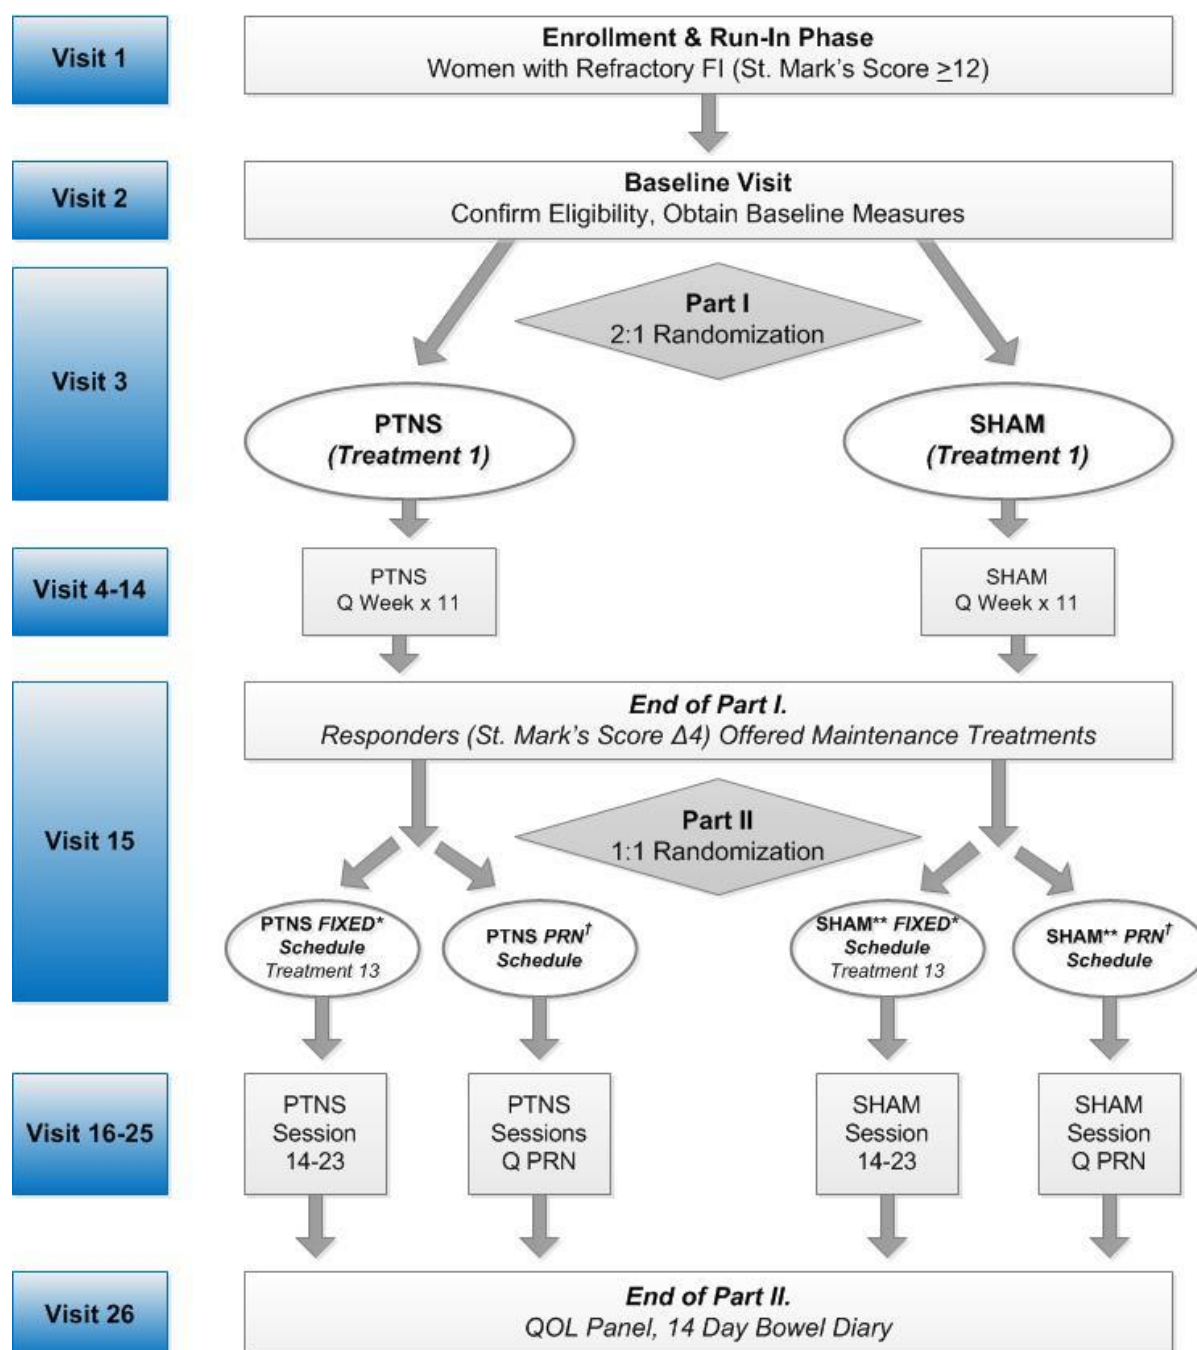 Visit 1
Enrollment & Run-In Phase
Women with Refractory FI (St. Mark's Score ≥12)
Visit 2
Baseline Visit
Confirm Eligibility, Obtain Baseline Measures
Visit 3
Part I
2:1 Randomization
PTNS
(Treatment 1)
SHAM
(Treatment 1)
Visit 4-14
PTNS
Q Week x 11
SHAM
Q Week x 11
Visit 15
End of Part I.
Responders (St. Mark's Score Δ4) Offered Maintenance Treatments
Part II
1:1 Randomization
PTNS FIXED*
Schedule
Treatment 13
PTNS PRN†
Schedule
SHAM** FIXED*
Schedule
Treatment 13
SHAM** PRN†
Schedule
Visit 16-25
PTNS
Session
14-23
PTNS
Sessions
Q PRN
SHAM
Session
14-23
SHAM
Session
Q PRN
Visit 26
End of Part II.
QOL Panel, 14 Day Bowel Diary